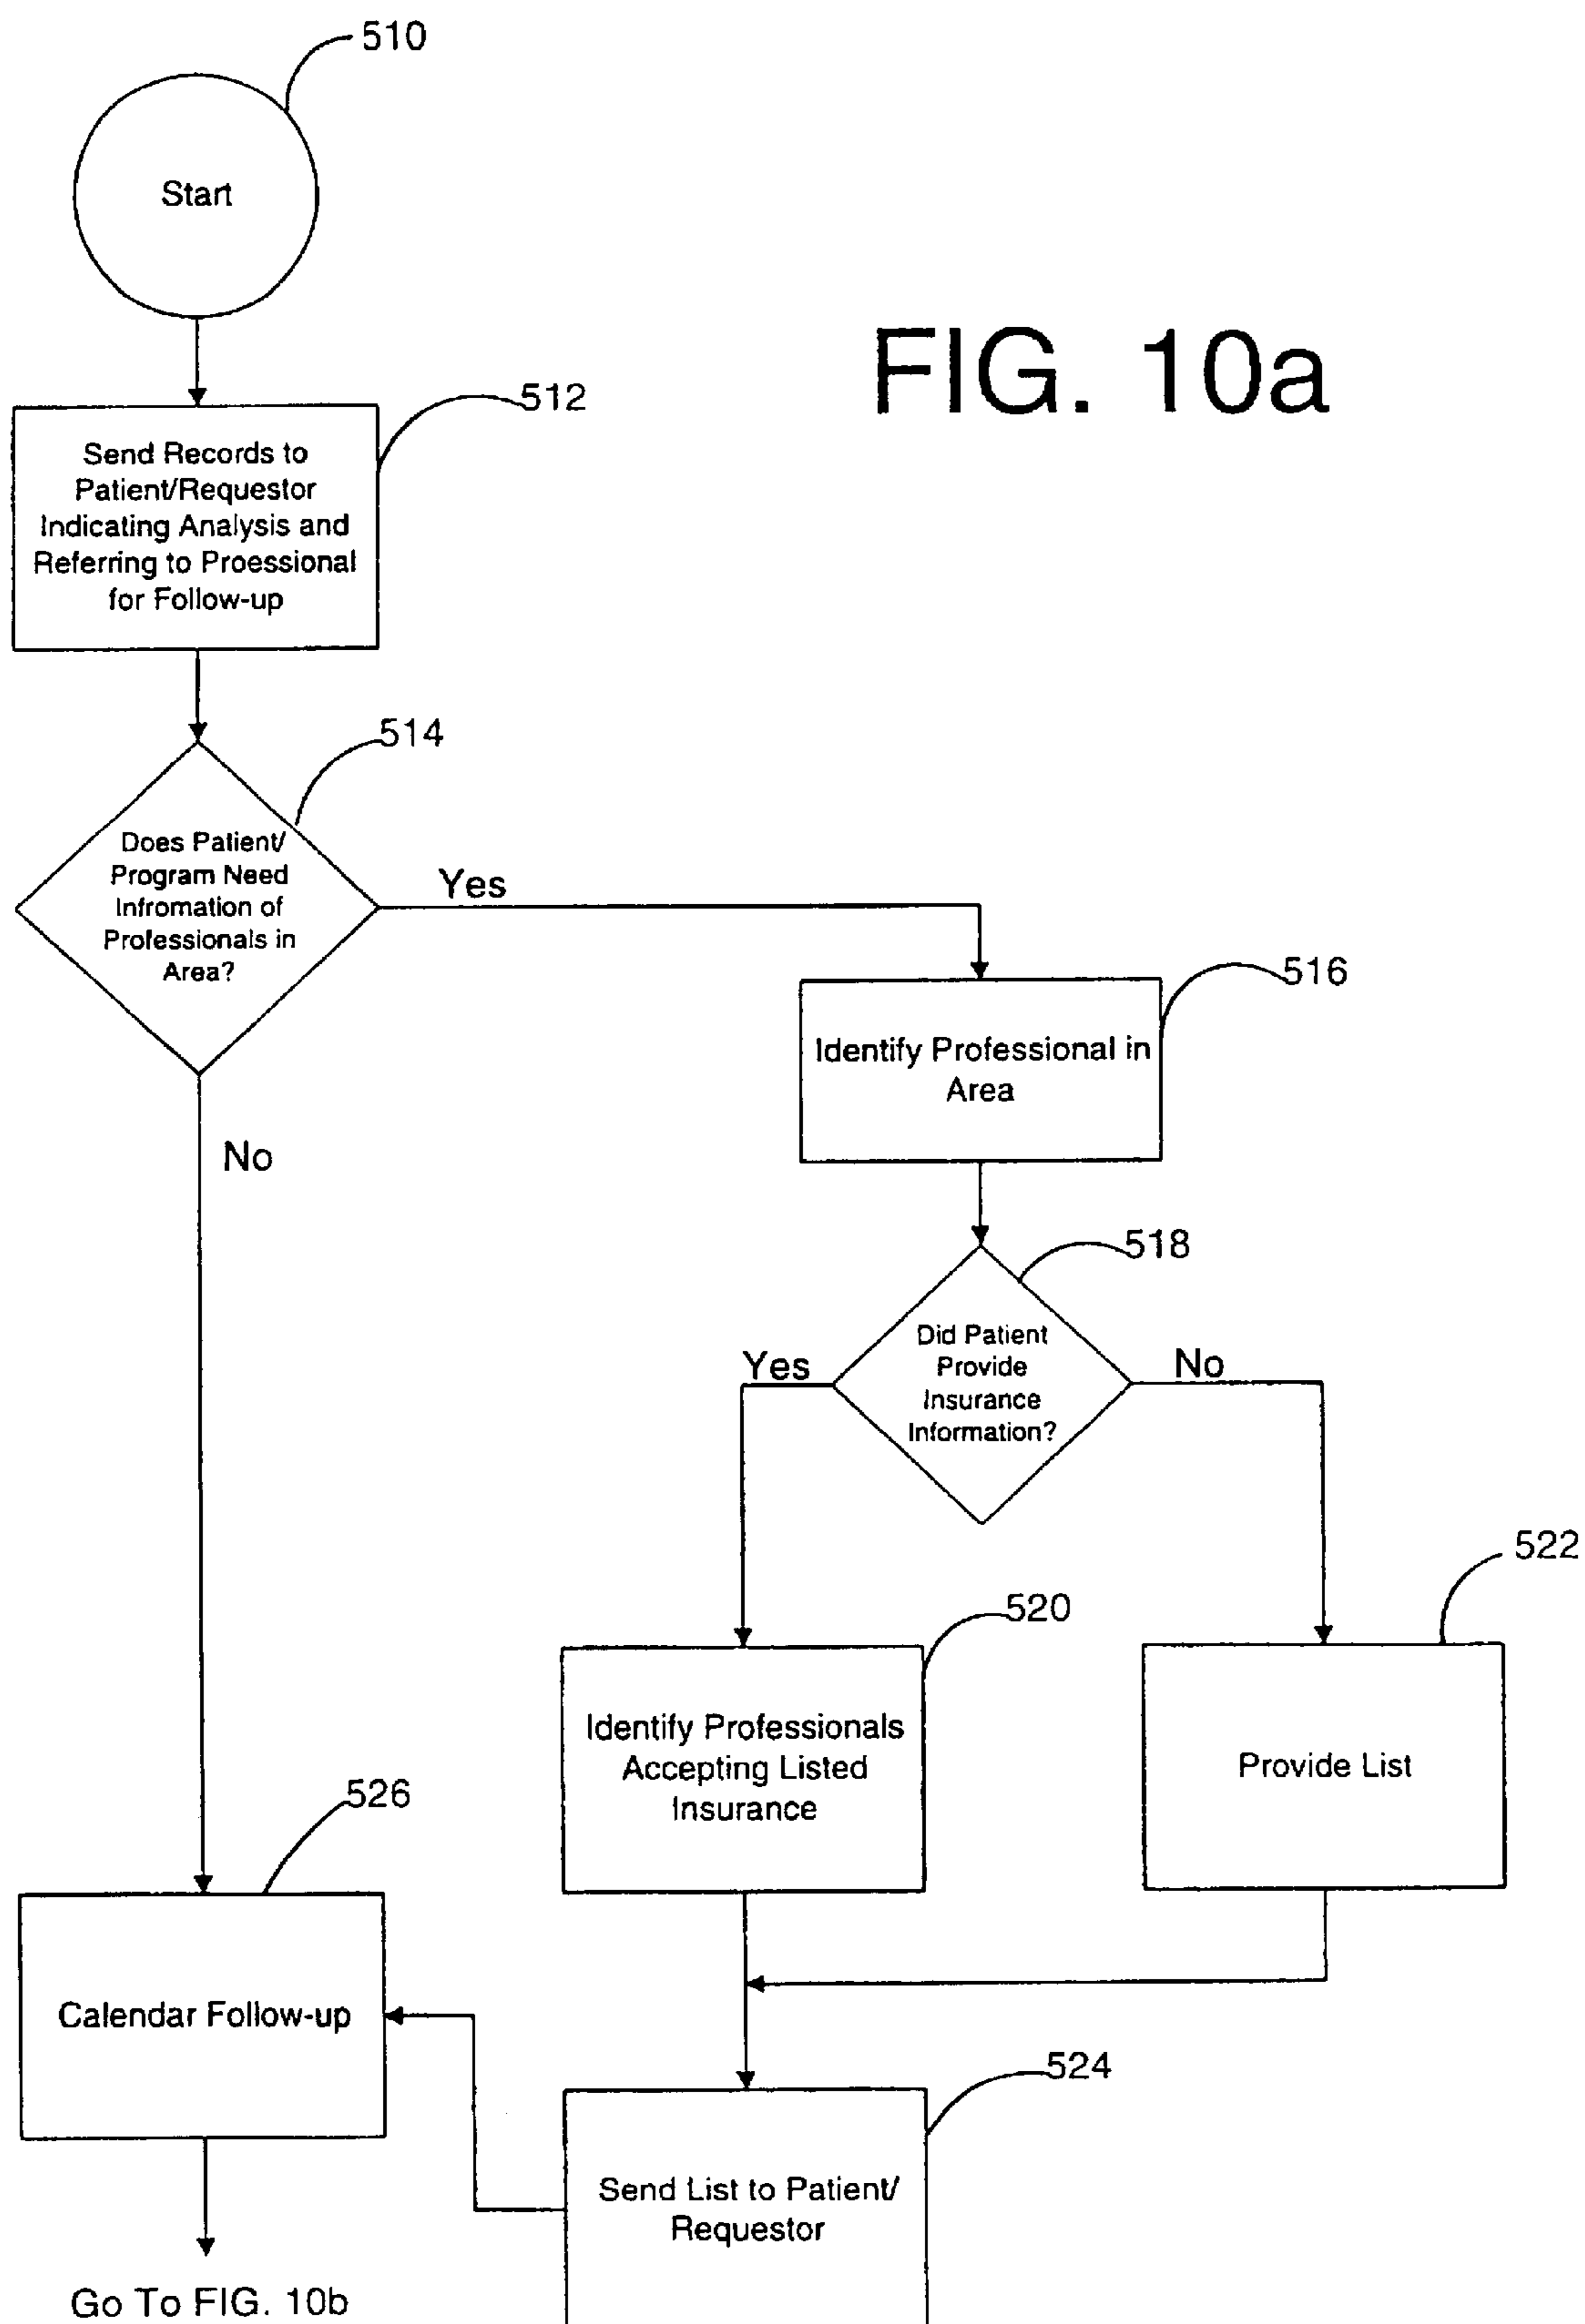 510
Start
FIG. 10a
512
Send Records to
Patient/Requestor
Indicating Analysis and
Referring to Proessional
for Follow-up
514
Does Patient/
Program Need
Infromation of
Professionals in
Area?
Yes
No
516
Identify Professional in
Area
518
Did Patient
Provide
Insurance
Information?
Yes
No
520
Identify Professionals
Accepting Listed
Insurance
522
Provide List
526
Calendar Follow-up
524
Send List to Patient/
Requestor
Go To FIG. 10b